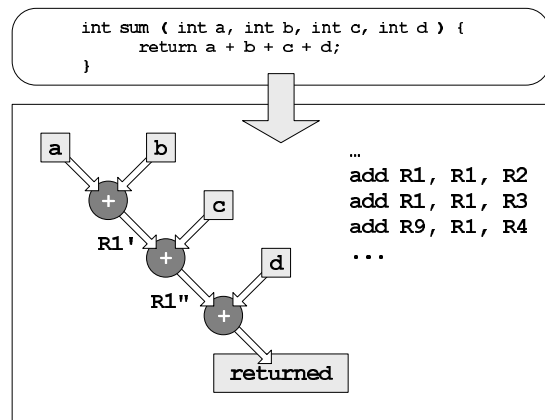 int sum ( int a, int b, int c, int d ) {
return a + b + c + d;
}
a
b
+
c
R1'
+
d
R1"
+
returned
…
add R1, R1, R2
add R1, R1, R3
add R9, R1, R4
...